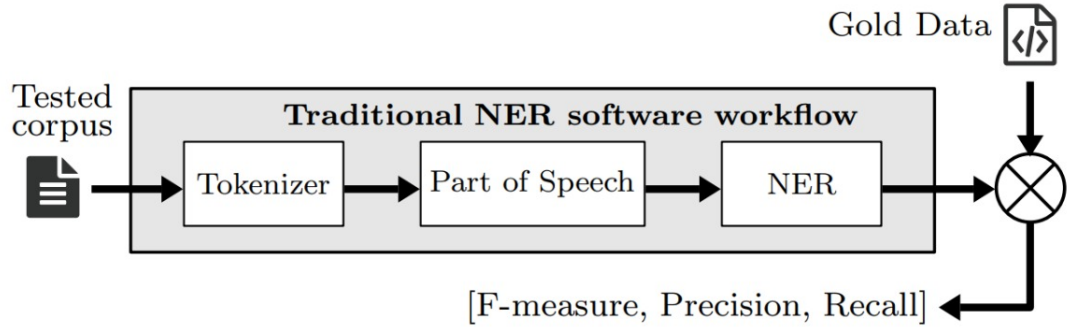 Gold Data
</>
Tested
corpus
Traditional NER software workflow
Tokenizer
Part of Speech
NER
[F-measure, Precision, Recall]